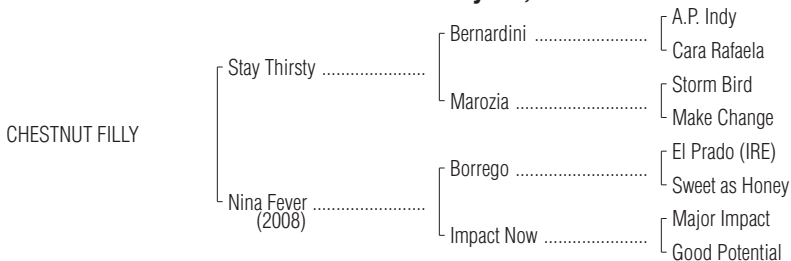 A.P. Indy
Bernardini
Cara Rafaela
Stay Thirsty
Storm Bird
Marozia
Make Change
CHESTNUT FILLY
El Prado (IRE)
Borrego
Sweet as Honey
Nina Fever
(2008)
Major Impact
Impact Now
Good Potential